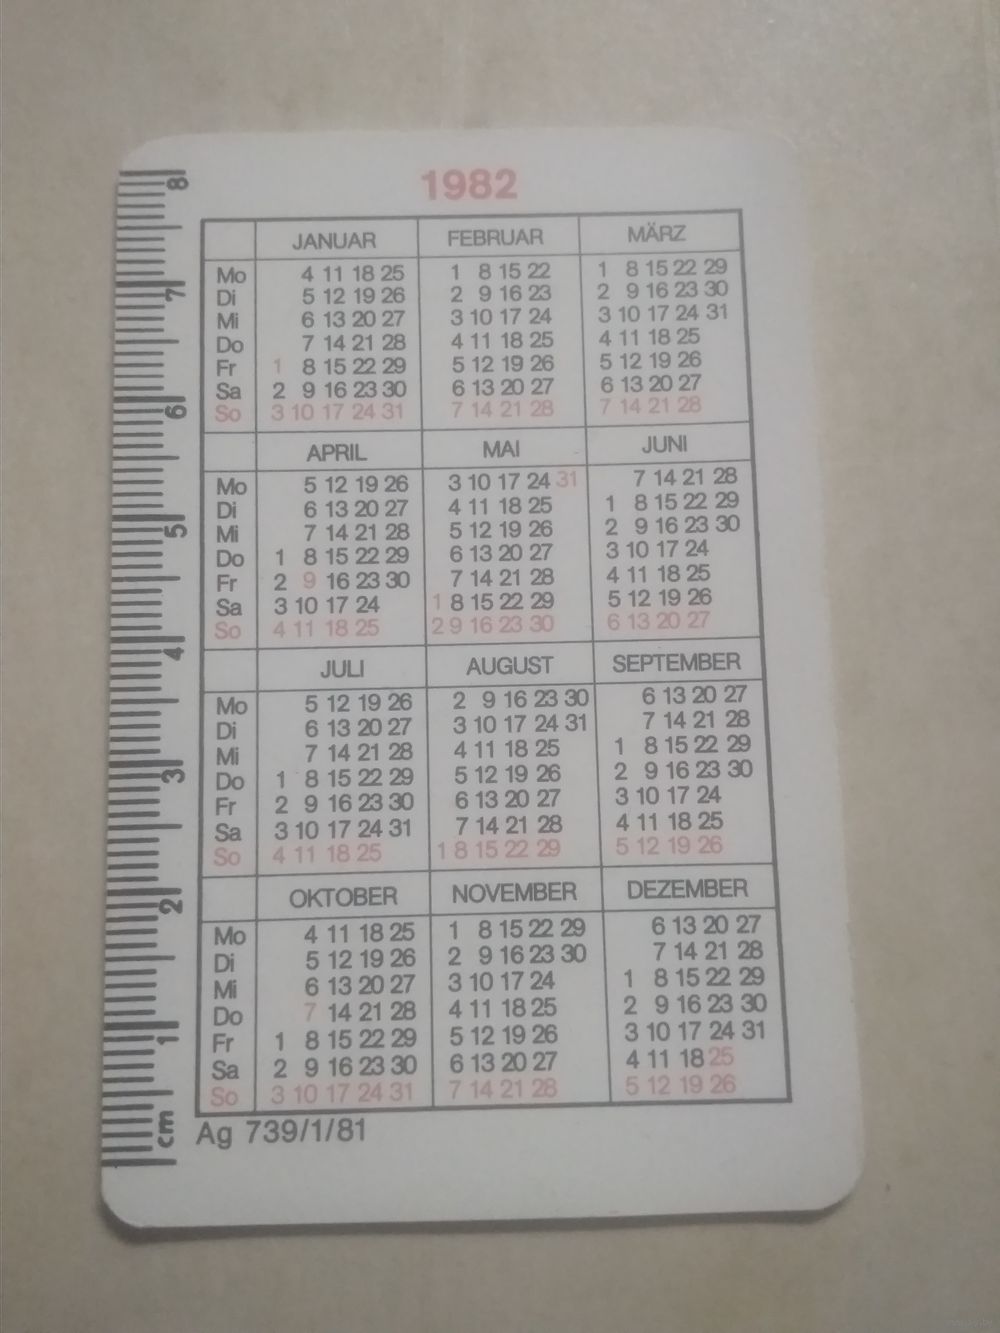 1982
JANUAR FEBRUAR MÄRZ
Mo 4 11 18 25 1 8 15 22 1 8 15 22 29
Di 5 12 19 26 2 9 16 23 2 9 16 23 30
Mi 6 13 20 27 3 10 17 24 3 10 17 24 31
Do 7 14 21 28 4 11 18 25 4 11 18 25
Fr 1 8 15 22 29 5 12 19 26 5 12 19 26
Sa 2 9 16 23 30 6 13 20 27 6 13 20 27
So 3 10 17 24 31 7 14 21 28 7 14 21 28
APRIL MAI JUNI
Mo 5 12 19 26 3 10 17 24 31 7 14 21 28
Di 6 13 20 27 4 11 18 25 1 8 15 22 29
Mi 7 14 21 28 5 12 19 26 2 9 16 23 30
Do 1 8 15 22 29 6 13 20 27 3 10 17 24
Fr 2 9 16 23 30 7 14 21 28 4 11 18 25
Sa 3 10 17 24 1 8 15 22 29 5 12 19 26
So 4 11 18 25 2 9 16 23 30 6 13 20 27
JULI AUGUST SEPTEMBER
Mo 5 12 19 26 2 9 16 23 30 6 13 20 27
Di 6 13 20 27 3 10 17 24 31 7 14 21 28
Mi 7 14 21 28 4 11 18 25 1 8 15 22 29
Do 1 8 15 22 29 5 12 19 26 2 9 16 23 30
Fr 2 9 16 23 30 6 13 20 27 3 10 17 24
Sa 3 10 17 24 31 7 14 21 28 4 11 18 25
So 4 11 18 25 1 8 15 22 29 5 12 19 26
OKTOBER NOVEMBER DEZEMBER
Mo 4 11 18 25 1 8 15 22 29 6 13 20 27
Di 5 12 19 26 2 9 16 23 30 7 14 21 28
Mi 6 13 20 27 3 10 17 24 1 8 15 22 29
Do 7 14 21 28 4 11 18 25 2 9 16 23 30
Fr 1 8 15 22 29 5 12 19 26 3 10 17 24 31
Sa 2 9 16 23 30 6 13 20 27 4 11 18 25
So 3 10 17 24 31 7 14 21 28 5 12 19 26
Ag 739/1/81
cm 1 2 3 4 5 6 7 8